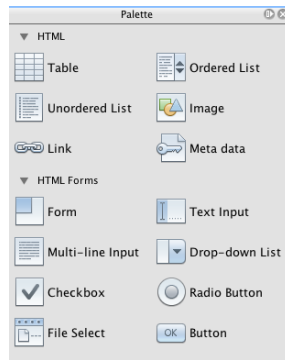 Palette
HTML
Table Ordered List
Unordered List Image
Link Meta data
HTML Forms
Form Text Input
Multi-line Input Drop-down List
Checkbox Radio Button
File Select OK Button